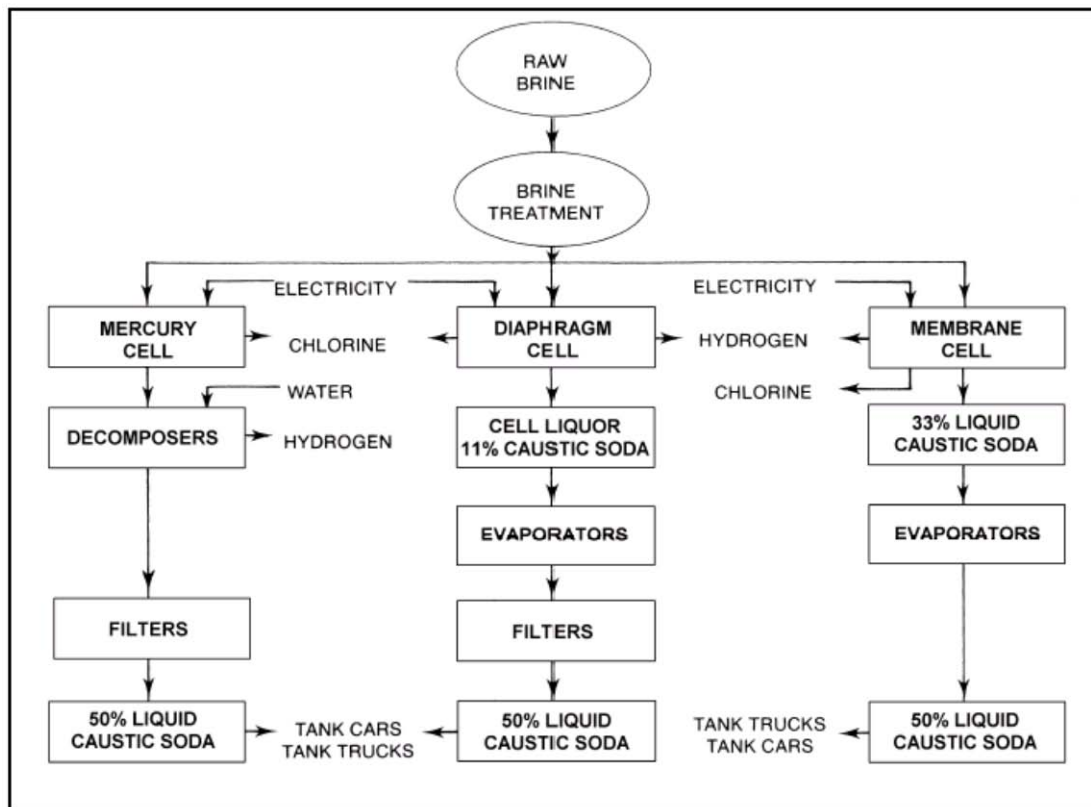 RAW
BRINE
BRINE
TREATMENT
ELECTRICITY
ELECTRICITY
MERCURY
CELL
CHLORINE
DIAPHRAGM
CELL
HYDROGEN
MEMBRANE
CELL
WATER
CHLORINE
DECOMPOSERS
HYDROGEN
CELL LIQUOR
11% CAUSTIC SODA
33% LIQUID
CAUSTIC SODA
EVAPORATORS
EVAPORATORS
FILTERS
FILTERS
50% LIQUID
CAUSTIC SODA
TANK CARS
TANK TRUCKS
50% LIQUID
CAUSTIC SODA
TANK TRUCKS
TANK CARS
50% LIQUID
CAUSTIC SODA